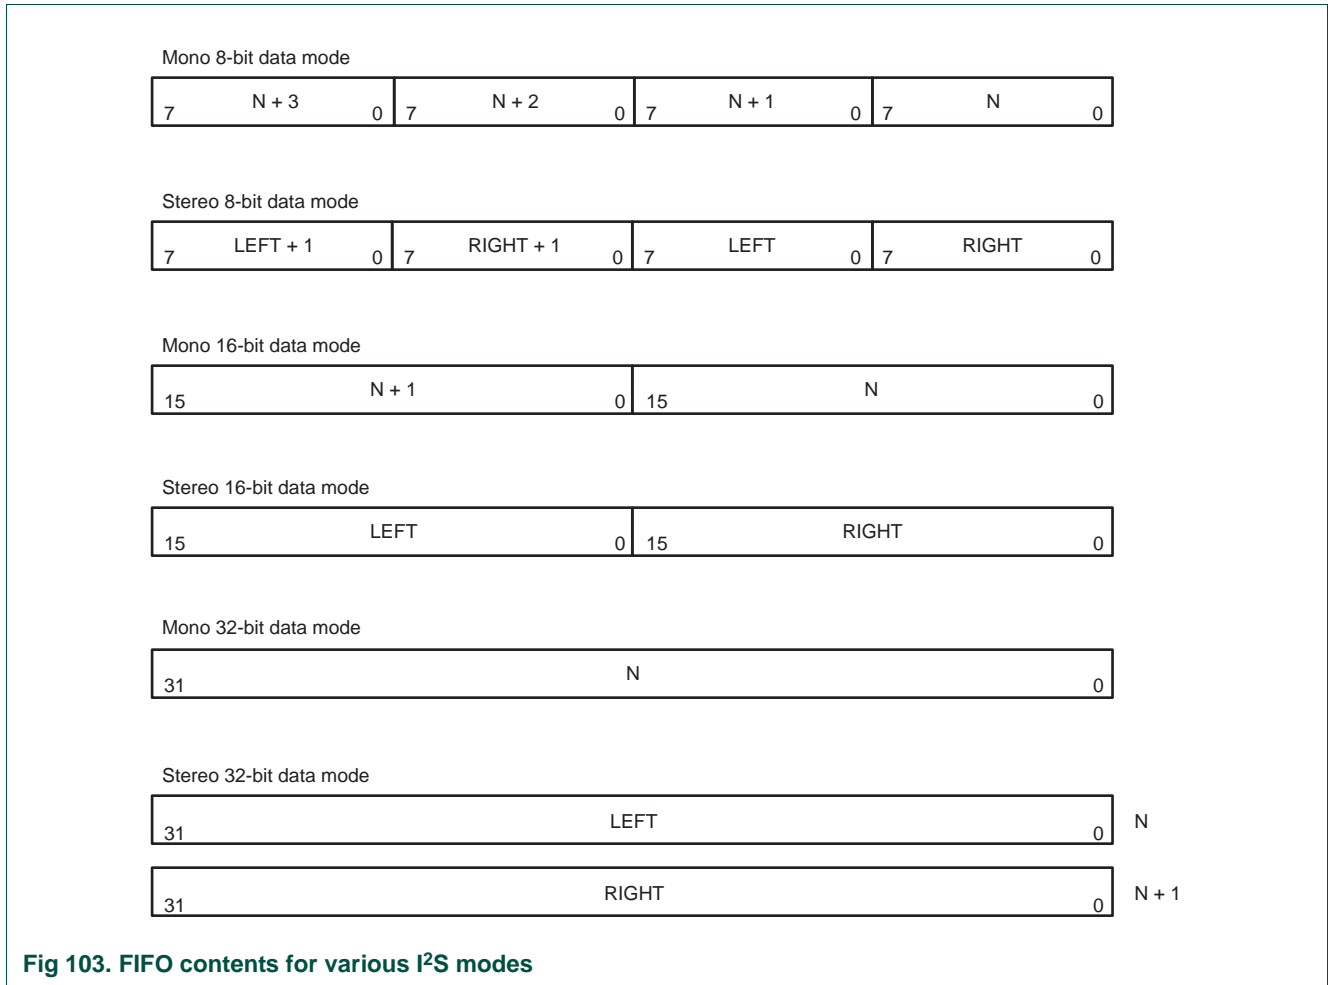 Mono 8-bit data mode
7 N + 3 0 7 N + 2 0 7 N + 1 0 7 N 0
Stereo 8-bit data mode
7 LEFT + 1 0 7 RIGHT + 1 0 7 LEFT 0 7 RIGHT 0
Mono 16-bit data mode
15 N + 1 0 15 N 0
Stereo 16-bit data mode
15 LEFT 0 15 RIGHT 0
Mono 32-bit data mode
31 N 0
Stereo 32-bit data mode
31 LEFT 0 N
31 RIGHT 0 N + 1
Fig 103. FIFO contents for various I²S modes